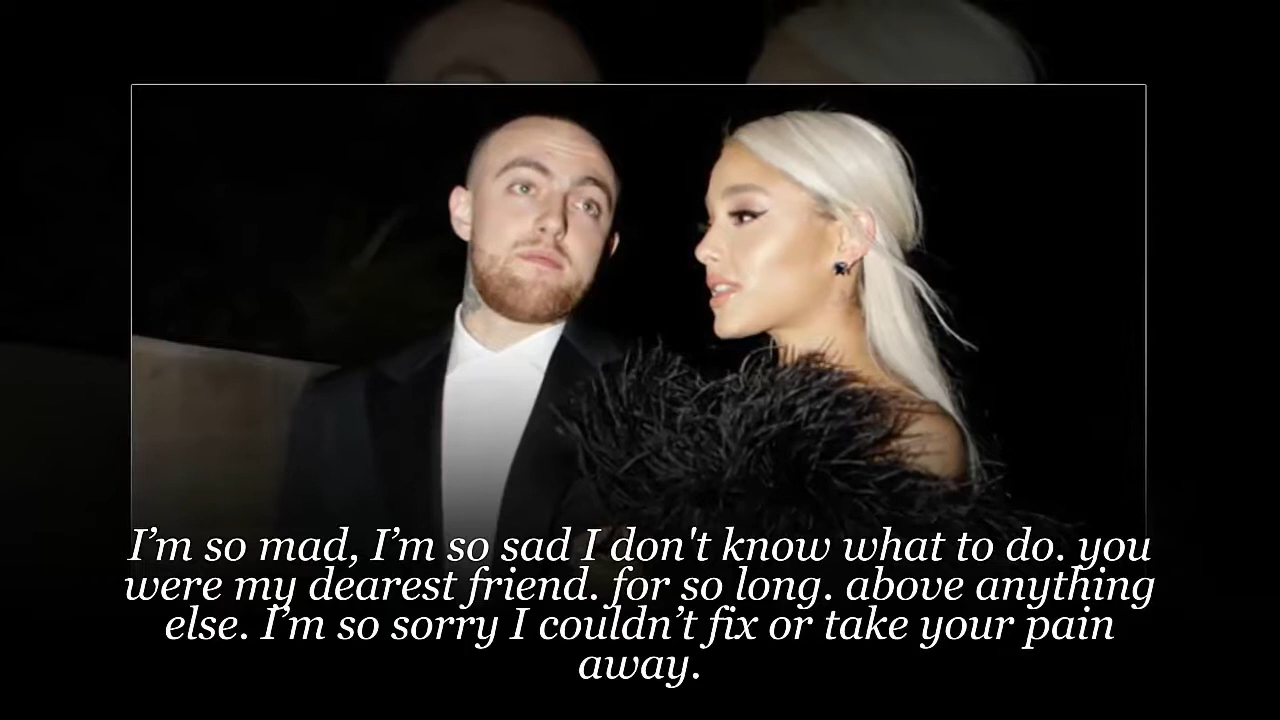 I’m so mad, I’m so sad I don't know what to do. you
were my dearest friend. for so long. above anything
else. I’m so sorry I couldn’t fix or take your pain
away.